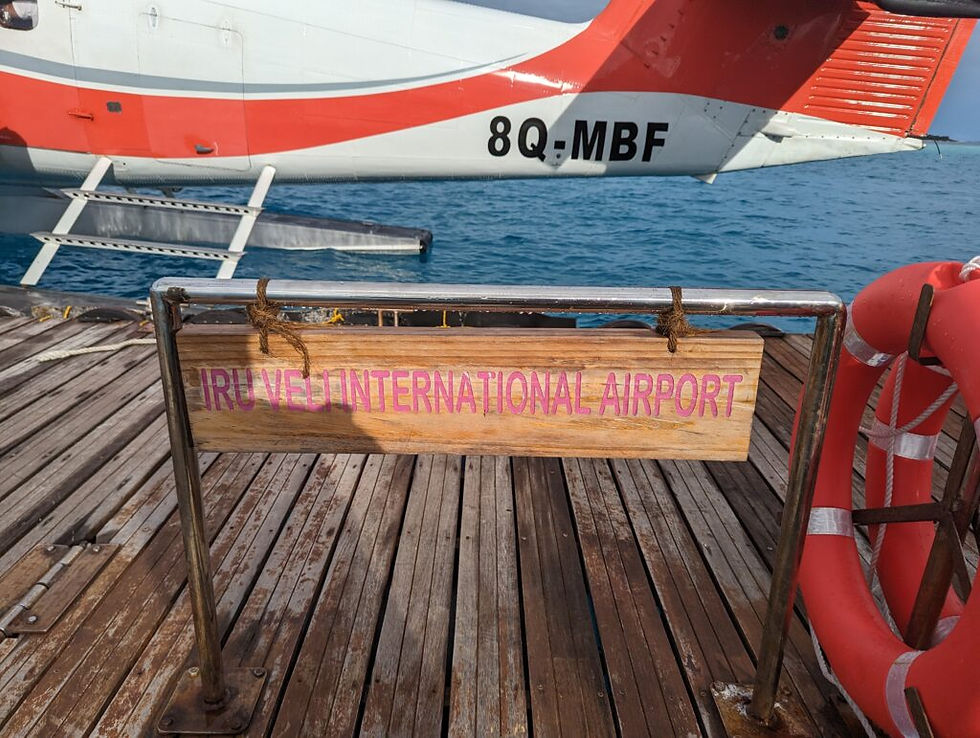 8Q-MBF
IRU VELI INTERNATIONAL AIRPORT